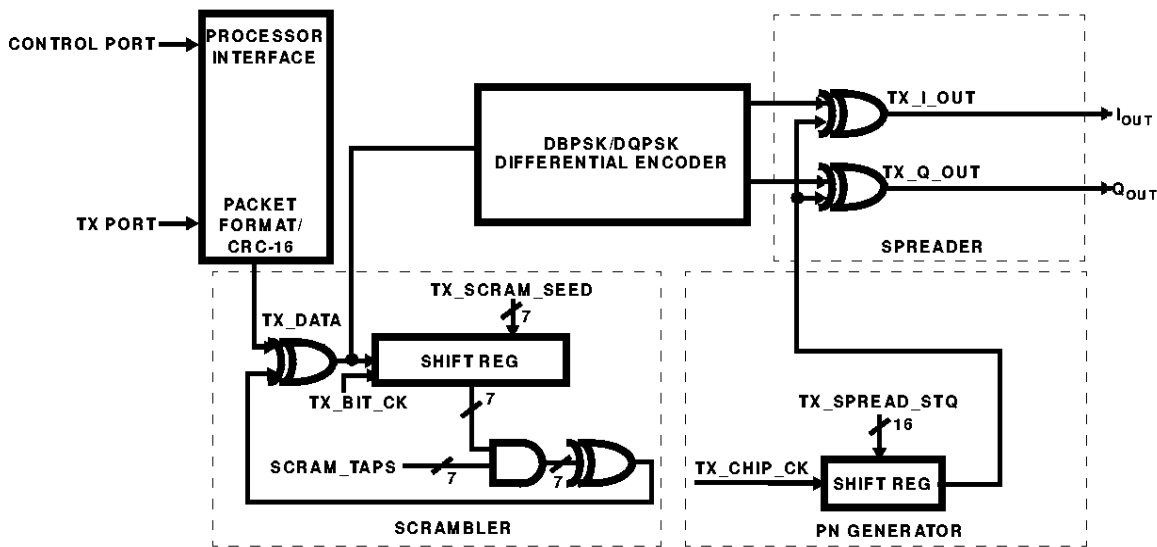 CONTROL PORT
PROCESSOR
INTERFACE
PACKET
FORMAT/
CRC-16
TX PORT
DBPSK/DQPSK
DIFFERENTIAL ENCODER
TX_I_OUT
IOUT
TX_Q_OUT
QOUT
SPREADER
TX_SCRAM_SEED
7
TX_DATA
SHIFT REG
TX_BIT_CK
7
SCRAM_TAPS
7
7
SCRAMBLER
TX_SPREAD_STQ
16
TX_CHIP_CK
SHIFT REG
PN GENERATOR